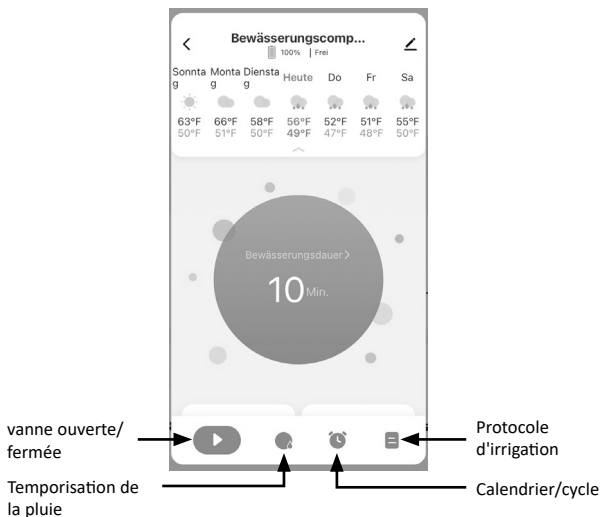 Bewässerungscomp...
100% | Frei
Sonntag Montag Dienstag Heute Do Fr Sa
63°F 66°F 58°F 56°F 52°F 51°F 55°F
50°F 51°F 50°F 49°F 47°F 48°F 50°F
Bewässerungsdauer >
10 Min.
vanne ouverte/
fermée
Temporisation de
la pluie
Protocole
d'irrigation
Calendrier/cycle